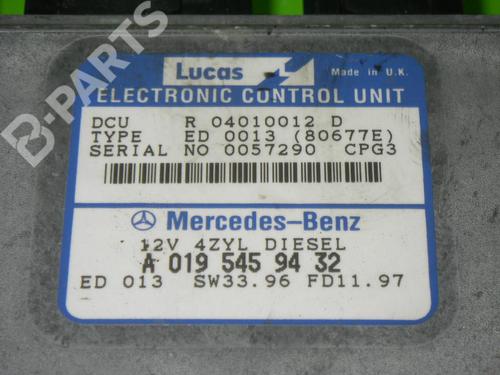 B-PARTS
Lucas
Made in U.K.
ELECTRONIC CONTROL UNIT
DCU R 04010012 D
TYPE ED 0013 (80677E)
SERIAL NO 0057290 CPG3
Mercedes-Benz
12V 4ZYL DIESEL
A 019 545 94 32
ED 013 SW33.96 FD11.97